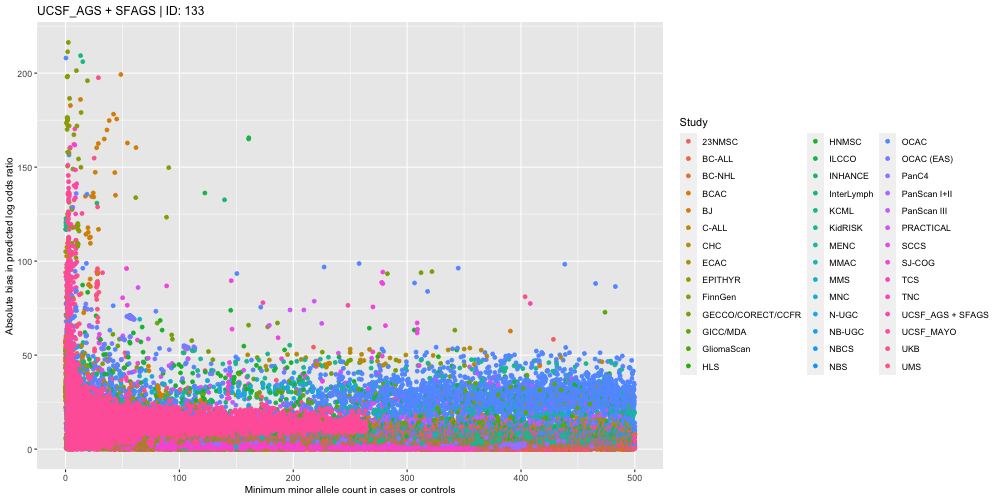 UCSF_AGS + SFAGS | ID: 133
Absolute bias in predicted log odds ratio
200
150
100
50
0
0
100
200
300
400
500
Minimum minor allele count in cases or controls
Study
23NMSC
BC-ALL
BC-NHL
BCAC
BJ
C-ALL
CHC
ECAC
EPITHYR
FinnGen
GECCO/CORECT/CCFR
GICC/MDA
GliomaScan
HLS
HNMSC
ILCCO
INHANCE
InterLymph
KCML
KidRISK
MENC
MMAC
MMS
MNC
N-UGC
NB-UGC
NBCS
NBS
OCAC
OCAC (EAS)
PanC4
PanScan I+II
PanScan III
PRACTICAL
SCCS
SJ-COG
TCS
TNC
UCSF_AGS + SFAGS
UCSF_MAYO
UKB
UMS